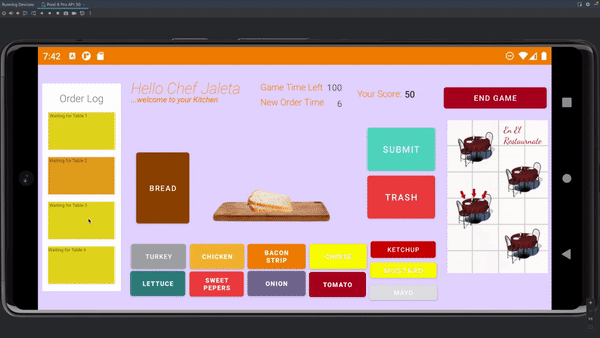 Running Devices: Pixel 6 Pro API 30
7:42
Order Log
Waiting for Table 1
Waiting for Table 2
Waiting for Table 3
Waiting for Table 4
Hello Chef Jaleta
...welcome to your Kitchen
Game Time Left 100
New Order Time 6
Your Score: 50
END GAME
BREAD
SUBMIT
TRASH
TURKEY
CHICKEN
BACON
STRIP
CHEESE
KETCHUP
LETTUCE
SWEET
PEPERS
ONION
TOMATO
MUSTARD
MAYO
En El
Restaurnate